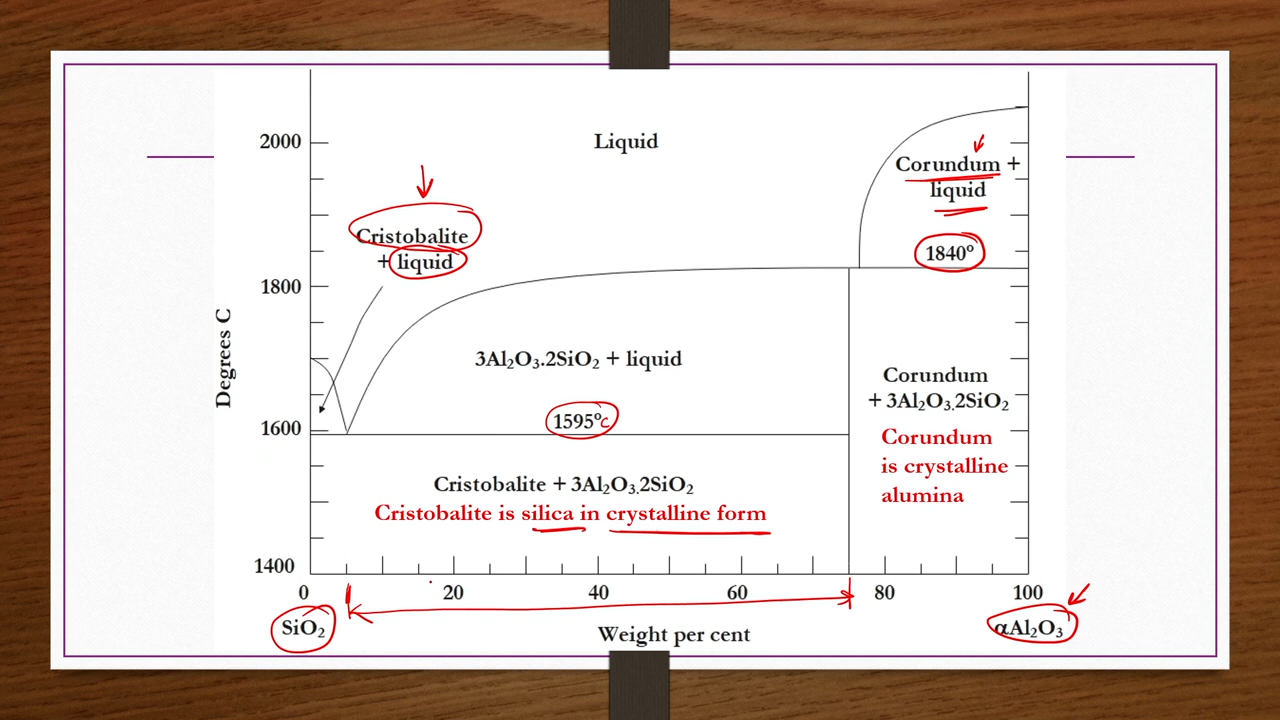 2000
Liquid
Corundum +
liquid
Cristobalite
+ liquid
1840°
1800
Degrees C
3Al₂O₃.2SiO₂ + liquid
Corundum
+ 3Al₂O₃.2SiO₂
1595°C
1600
Corundum
is crystalline
alumina
Cristobalite + 3Al₂O₃.2SiO₂
Cristobalite is silica in crystalline form
1400
0 20 40 60 80 100
SiO₂
αAl₂O₃
Weight per cent